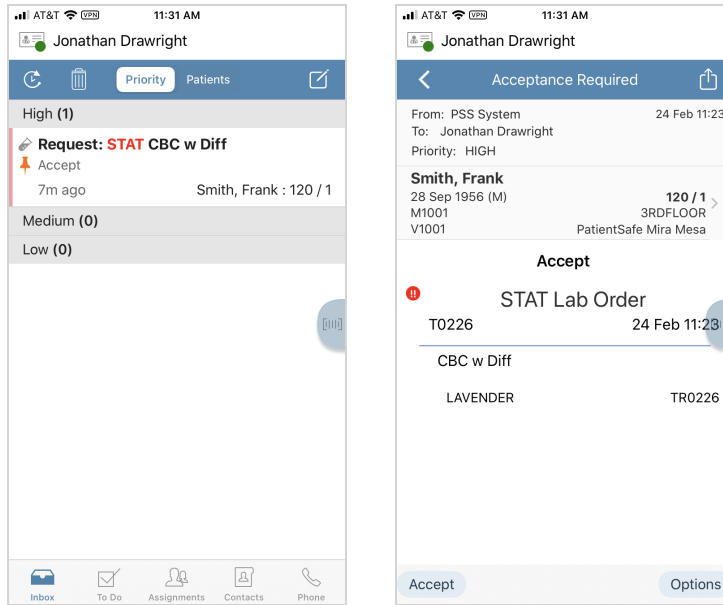 AT&T VPN 11:31 AM
Jonathan Drawright
Priority Patients
High (1)
Request: STAT CBC w Diff
Accept
7m ago Smith, Frank : 120 / 1
Medium (0)
Low (0)
Inbox To Do Assignments Contacts Phone
AT&T VPN 11:31 AM
Jonathan Drawright
Acceptance Required
From: PSS System 24 Feb 11:23
To: Jonathan Drawright
Priority: HIGH
Smith, Frank
28 Sep 1956 (M) 120 / 1
M1001 3RDFLOOR
V1001 PatientSafe Mira Mesa
Accept
STAT Lab Order
T0226 24 Feb 11:23
CBC w Diff
LAVENDER TR0226
Accept Options